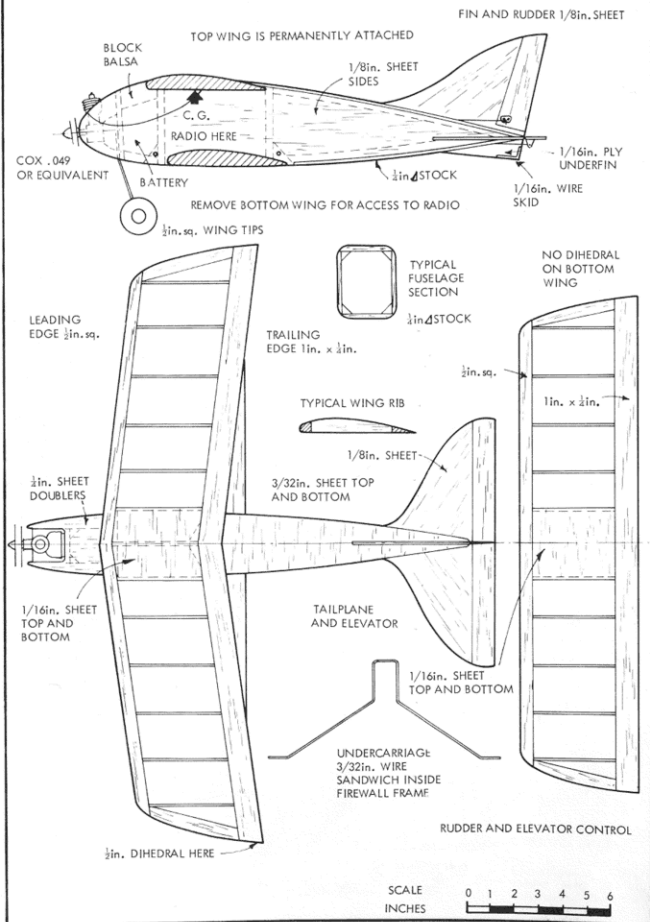 FIN AND RUDDER 1/8in. SHEET
TOP WING IS PERMANENTLY ATTACHED
BLOCK
BALSA
1/8in. SHEET
SIDES
C.G.
RADIO HERE
COX .049
OR EQUIVALENT
BATTERY
1/16in. PLY
UNDERFIN
¼in⊿STOCK
1/16in. WIRE
SKID
REMOVE BOTTOM WING FOR ACCESS TO RADIO
½in.sq. WING TIPS
TYPICAL
FUSELAGE
SECTION
¼in⊿STOCK
NO DIHEDRAL
ON BOTTOM
WING
LEADING
EDGE ½in.sq.
TRAILING
EDGE 1in. x ¼in.
½in.sq.
1in. x ¼in.
TYPICAL WING RIB
1/8in. SHEET
¼in. SHEET
DOUBLERS
3/32in. SHEET TOP
AND BOTTOM
1/16in. SHEET
TOP AND
BOTTOM
TAILPLANE
AND ELEVATOR
1/16in. SHEET
TOP AND BOTTOM
UNDERCARRIAGE
3/32in. WIRE
SANDWICH INSIDE
FIREWALL FRAME
RUDDER AND ELEVATOR CONTROL
½in. DIHEDRAL HERE
SCALE
INCHES
0 1 2 3 4 5 6